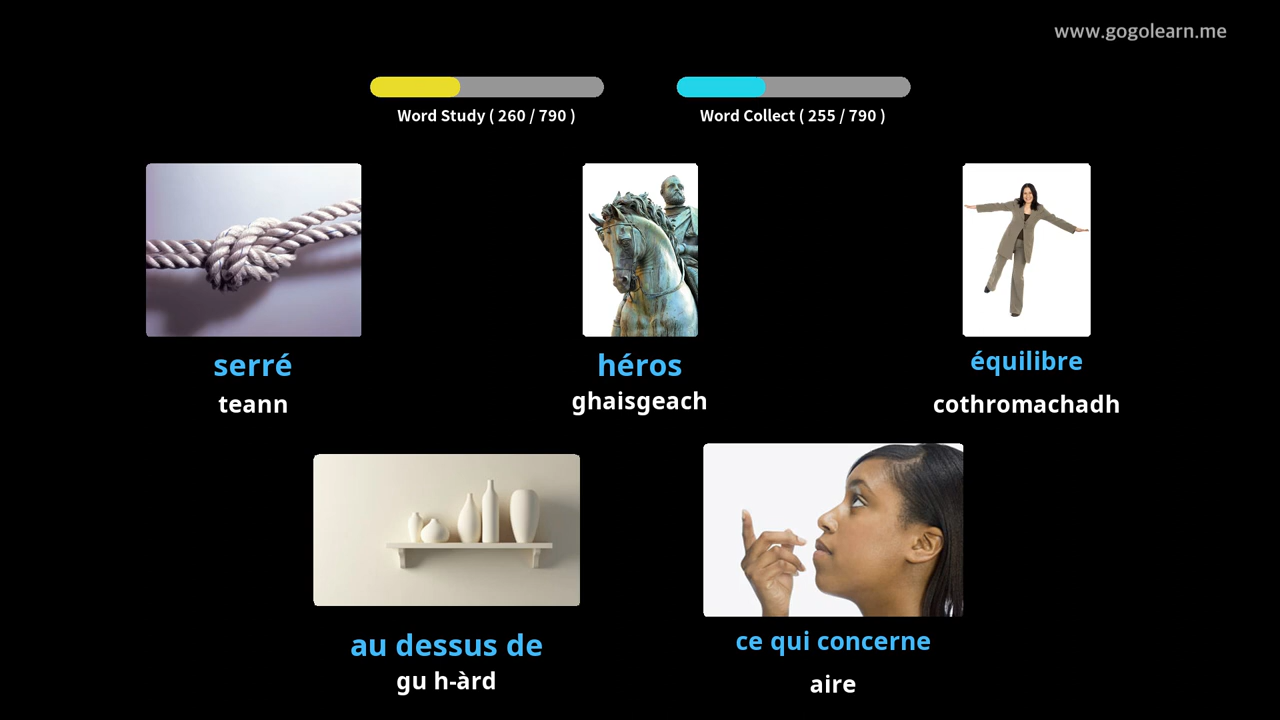 www.gogolearn.me
Word Study ( 260 / 790 )
Word Collect ( 255 / 790 )
serré
teann
héros
ghaisgeach
équilibre
cothromachadh
au dessus de
gu h-àrd
ce qui concerne
aire